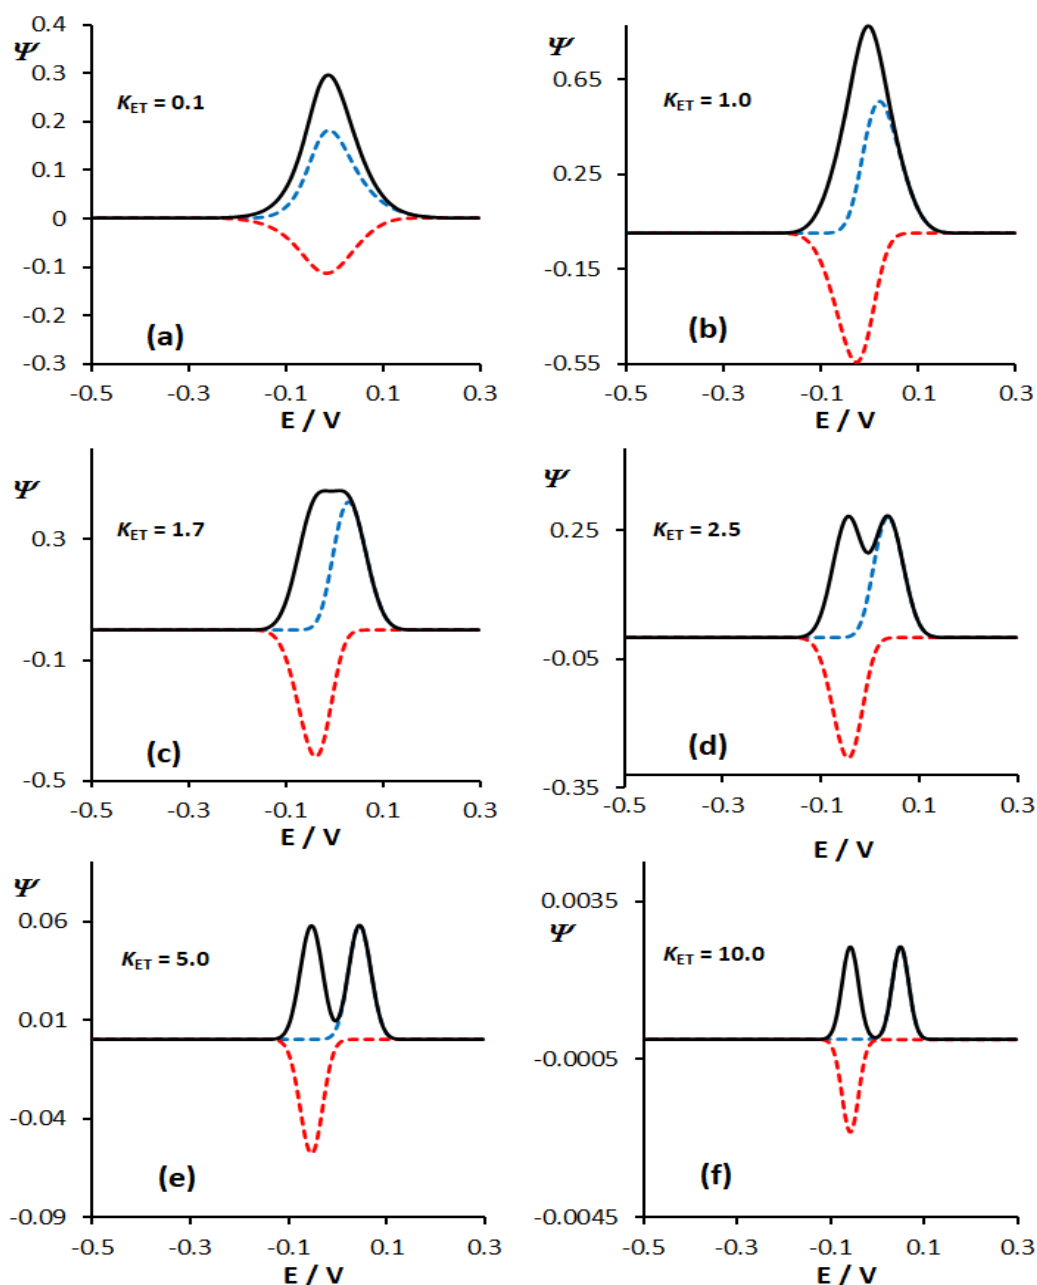 0.4
Ψ
0.3
K_ET = 0.1
0.2
0.1
0
-0.1
-0.2
(a)
-0.3
-0.5 -0.3 -0.1 0.1 0.3
E / V
Ψ
0.65
K_ET = 1.0
0.25
-0.15
(b)
-0.55
-0.5 -0.3 -0.1 0.1 0.3
E / V
Ψ
K_ET = 1.7
0.3
-0.1
(c)
-0.5
-0.5 -0.3 -0.1 0.1 0.3
E / V
Ψ
K_ET = 2.5
0.25
-0.05
(d)
-0.35
-0.5 -0.3 -0.1 0.1 0.3
E / V
Ψ
0.06
K_ET = 5.0
0.01
-0.04
(e)
-0.09
-0.5 -0.3 -0.1 0.1 0.3
E / V
0.0035
Ψ
K_ET = 10.0
-0.0005
(f)
-0.0045
-0.5 -0.3 -0.1 0.1 0.3
E / V